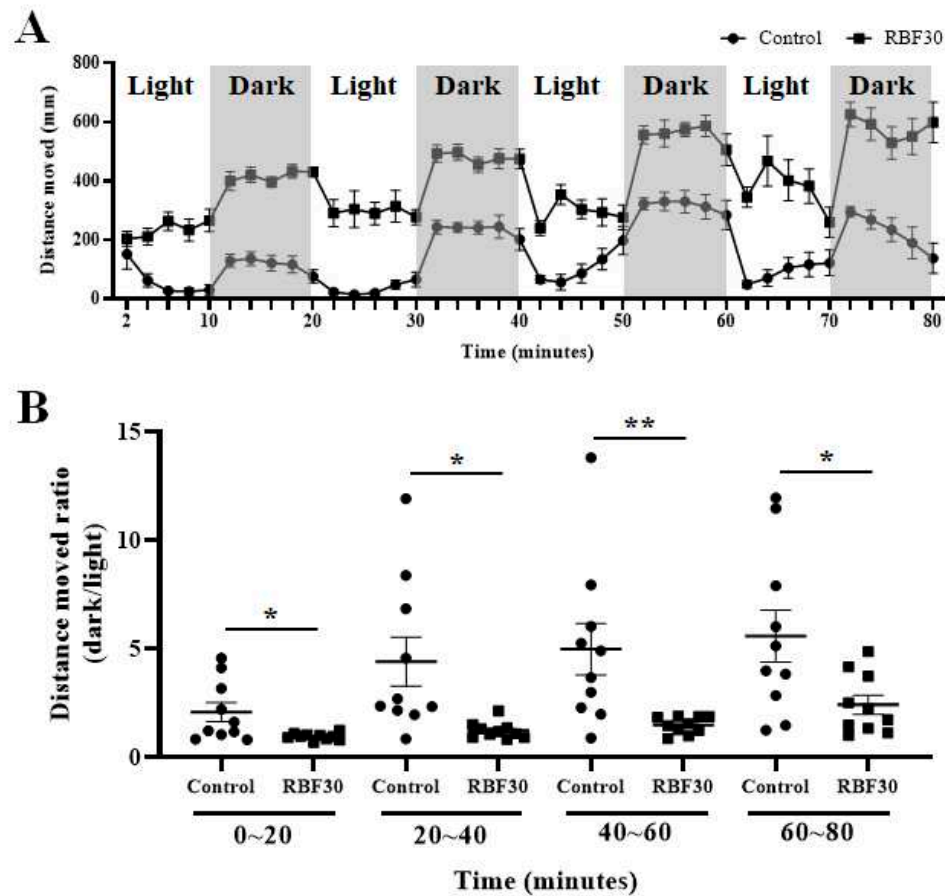 A
Control RBF30
800
Light Dark Light Dark Light Dark Light Dark
600
400
200
0
Distance moved (mm)
2 10 20 30 40 50 60 70 80
Time (minutes)
B
15
10
5
0
Distance moved ratio
(dark/light)
* * ** *
Control RBF30 Control RBF30 Control RBF30 Control RBF30
0~20 20~40 40~60 60~80
Time (minutes)